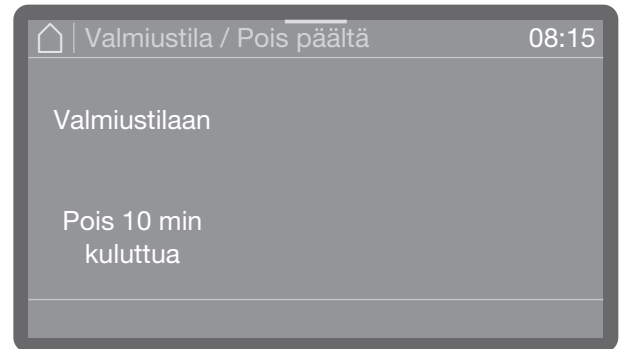 Valmiustila / Pois päältä 08:15
Valmiustilaan
Pois 10 min
kuluttua